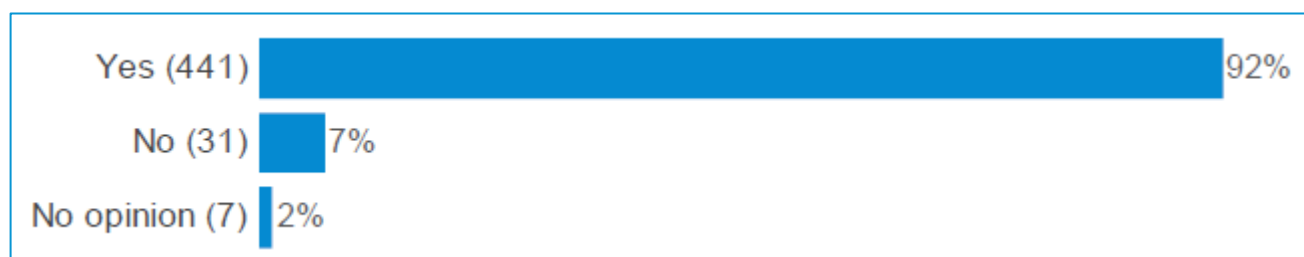 Yes (441) 92%
No (31) 7%
No opinion (7) 2%